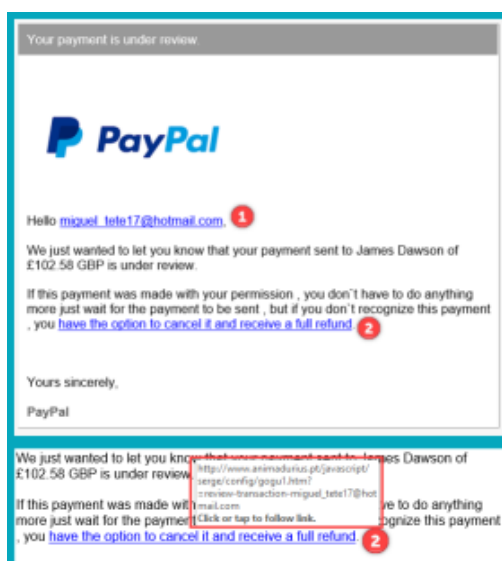 Your payment is under review.
PayPal
Hello miguel_tete17@hotmail.com, 1
We just wanted to let you know that your payment sent to James Dawson of
£102.58 GBP is under review.
If this payment was made with your permission , you don`t have to do anything
more just wait for the payment to be sent , but if you don`t recognize this payment
, you have the option to cancel it and receive a full refund. 2
Yours sincerely,
PayPal
We just wanted to let you know that your payment sent to James Dawson of
£102.58 GBP is under review
http://www.animadurius.pt/javascript/
serge/config/gogu1.htm?
::review-transaction-miguel_tete17@hot
mail.com
Click or tap to follow link.
If this payment was made with ve to do anything
more just wait for the payment ognize this payment
, you have the option to cancel it and receive a full refund. 2